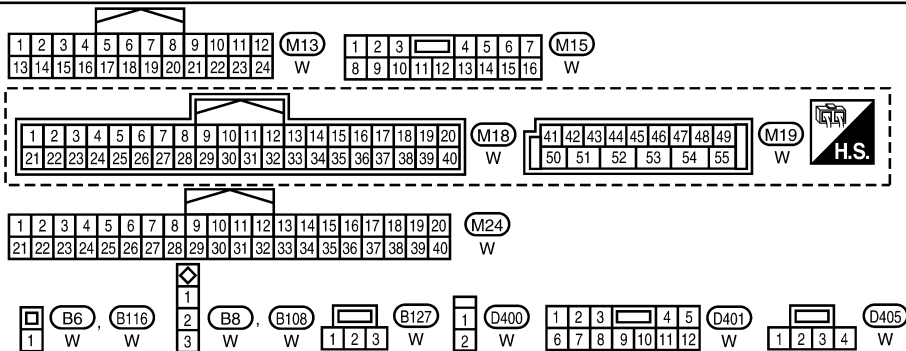 1 2 3 4 5 6 7 8 9 10 11 12
13 14 15 16 17 18 19 20 21 22 23 24
M13
W
1 2 3 4 5 6 7
8 9 10 11 12 13 14 15 16
M15
W
1 2 3 4 5 6 7 8 9 10 11 12 13 14 15 16 17 18 19 20
21 22 23 24 25 26 27 28 29 30 31 32 33 34 35 36 37 38 39 40
M18
W
41 42 43 44 45 46 47 48 49
50 51 52 53 54 55
M19
W
H.S.
1 2 3 4 5 6 7 8 9 10 11 12 13 14 15 16 17 18 19 20
21 22 23 24 25 26 27 28 29 30 31 32 33 34 35 36 37 38 39 40
M24
W
1
B6 , B116
W W
1
2
3
B8 , B108
W W
1 2 3
B127
W
1
2
D400
W
1 2 3 4 5
6 7 8 9 10 11 12
D401
W
1 2 3 4
D405
W